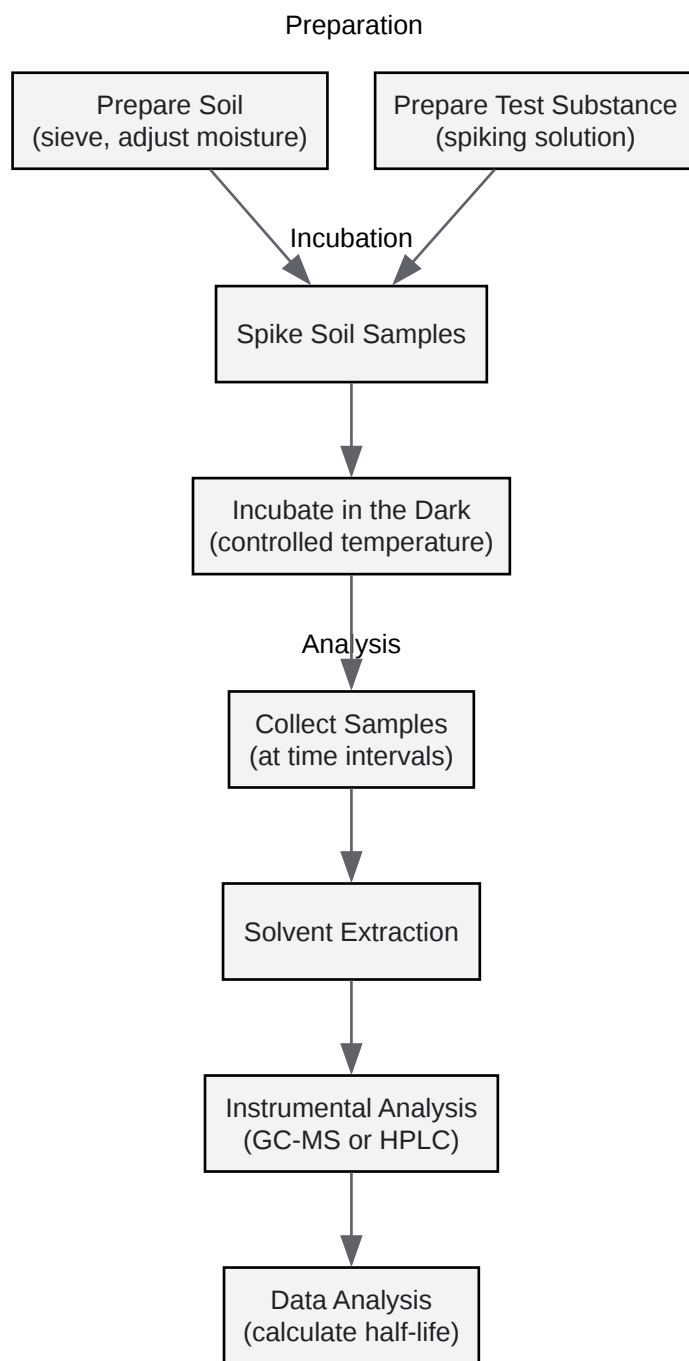 Preparation
Prepare Soil
(sieve, adjust moisture)
Prepare Test Substance
(spiking solution)
Incubation
Spike Soil Samples
Incubate in the Dark
(controlled temperature)
Analysis
Collect Samples
(at time intervals)
Solvent Extraction
Instrumental Analysis
(GC-MS or HPLC)
Data Analysis
(calculate half-life)